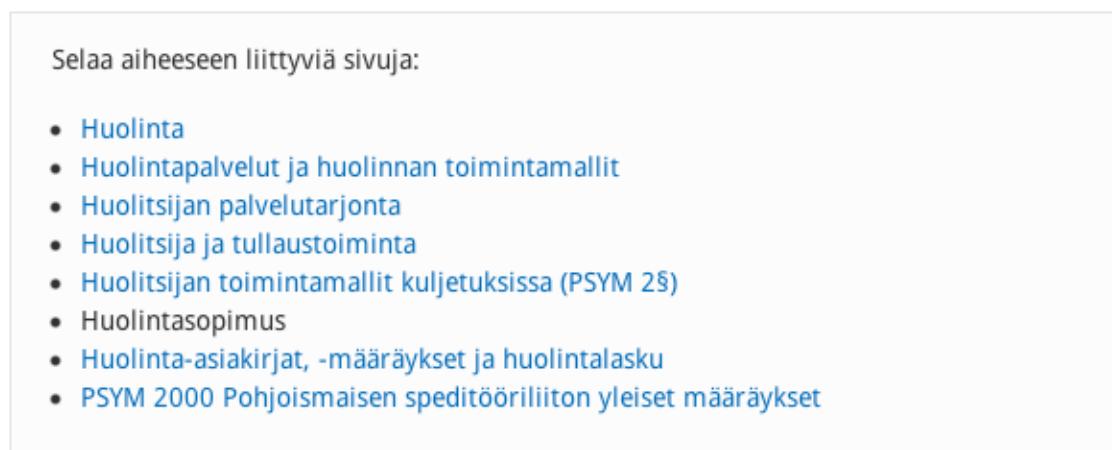 Selaa aiheeseen liittyviä sivuja:
Huolinta
Huolintapalvelut ja huolinnan toimintamallit
Huolitsijan palvelutarjonta
Huolitsija ja tullaustoiminta
Huolitsijan toimintamallit kuljetuksissa (PSYM 2§)
Huolintasopimus
Huolinta-asiakirjat, -määräykset ja huolintalasku
PSYM 2000 Pohjoismaisen speditööriliiton yleiset määräykset